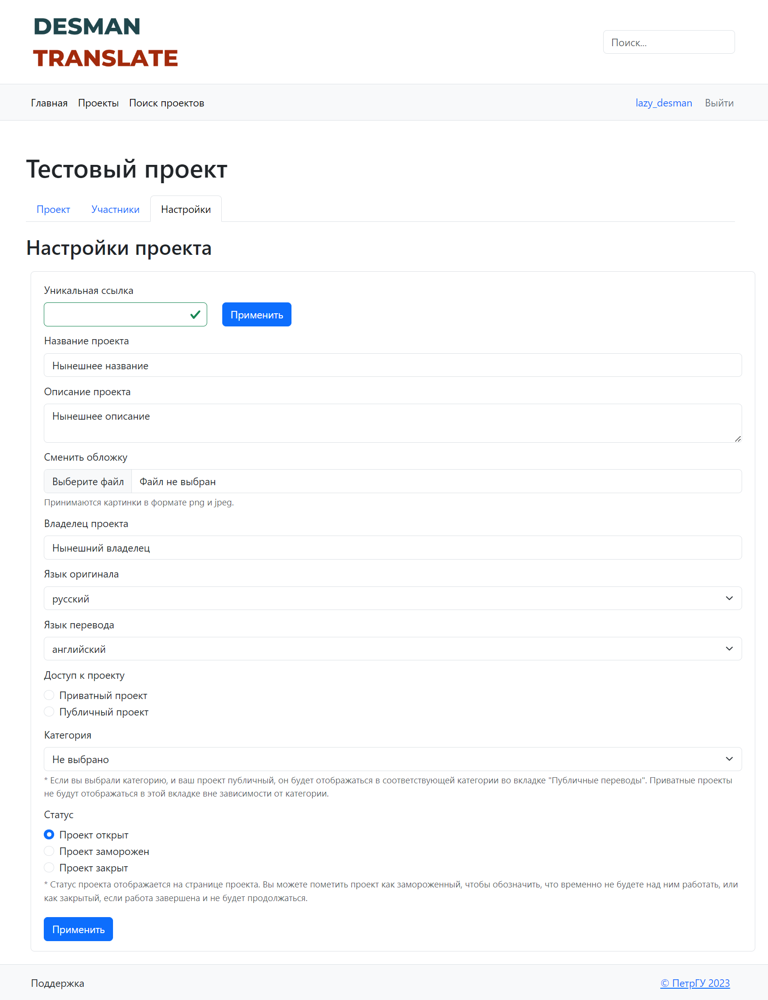 DESMAN
TRANSLATE
Поиск...
Главная Проекты Поиск проектов lazy_desman Выйти
Тестовый проект
Проект Участники Настройки
Настройки проекта
Уникальная ссылка
Применить
Название проекта
Нынешнее название
Описание проекта
Нынешнее описание
Сменить обложку
Выберите файл Файл не выбран
Принимаются картинки в формате png и jpeg.
Владелец проекта
Нынешний владелец
Язык оригинала
русский
Язык перевода
английский
Доступ к проекту
Приватный проект
Публичный проект
Категория
Не выбрано
* Если вы выбрали категорию, и ваш проект публичный, он будет отображаться в соответствующей категории во вкладке "Публичные переводы". Приватные проекты
не будут отображаться в этой вкладке вне зависимости от категории.
Статус
Проект открыт
Проект заморожен
Проект закрыт
* Статус проекта отображается на странице проекта. Вы можете пометить проект как замороженный, чтобы обозначить, что временно не будете над ним работать, или
как закрытый, если работа завершена и не будет продолжаться.
Применить
Поддержка © ПетрГУ 2023